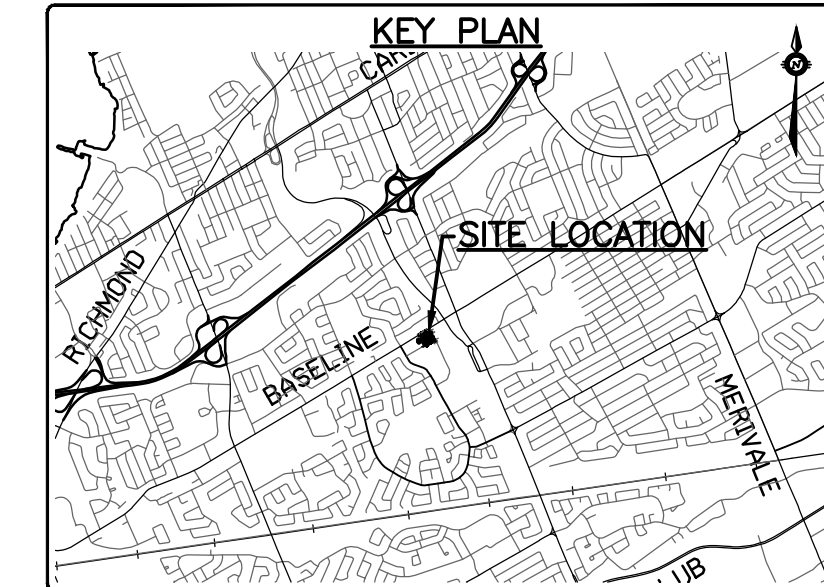 KEY PLAN
N
SITE LOCATION
RICHMOND
BASELINE
MERIVALE